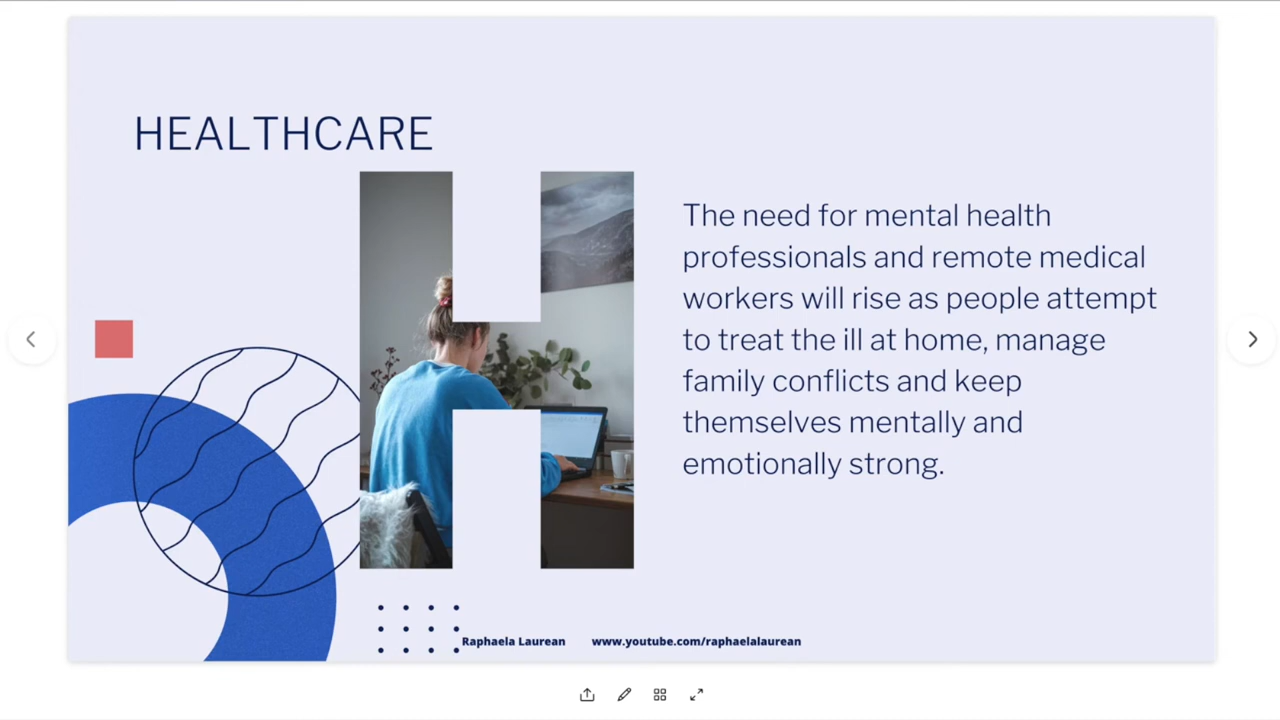 HEALTHCARE
The need for mental health
professionals and remote medical
workers will rise as people attempt
to treat the ill at home, manage
family conflicts and keep
themselves mentally and
emotionally strong.
Raphaela Laurean www.youtube.com/raphaelalaurean